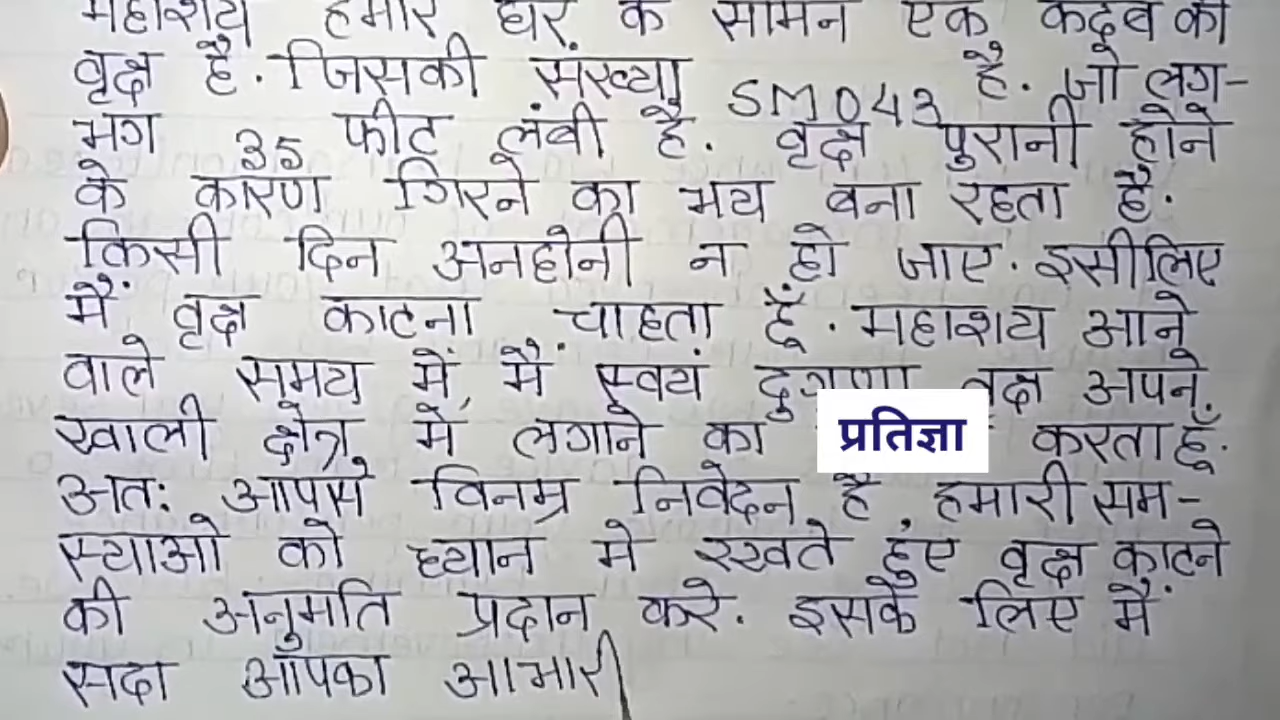 महाशय हमारे घर के सामने एक कदंब का
वृक्ष है. जिसकी संख्या SM043 है. जो लग-
भग 35 फीट लंबी है. वृक्ष पुरानी होने
के कारण गिरने का भय बना रहता है.
किसी दिन अनहोनी न हो जाए. इसीलिए
मैं वृक्ष काटना चाहता हूँ. महाशय आने
वाले समय में, मैं स्वयं दुगुणा वृक्ष अपने
खाली क्षेत्र में लगाने का प्रतिज्ञा करता हूँ.
अतः आपसे विनम्र निवेदन है, हमारी सम-
स्याओ को ध्यान मे रखते हुए वृक्ष काटने
की अनुमति प्रदान करे. इसके लिए मैं
सदा आपका आभारी